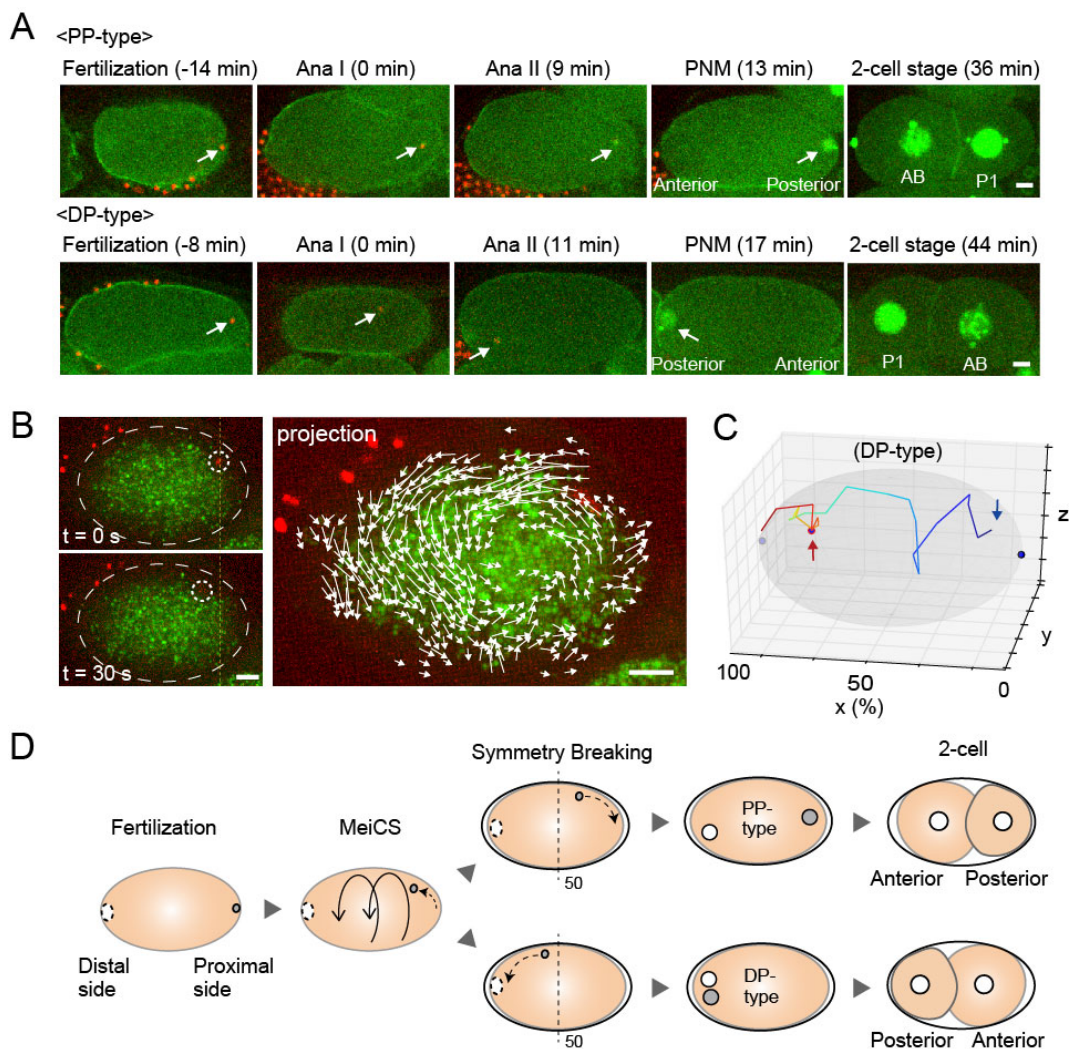 A
<PP-type>
Fertilization (-14 min) Ana I (0 min) Ana II (9 min) PNM (13 min) 2-cell stage (36 min)
Anterior Posterior AB P1
<DP-type>
Fertilization (-8 min) Ana I (0 min) Ana II (11 min) PNM (17 min) 2-cell stage (44 min)
Posterior Anterior P1 AB
B
t = 0 s
t = 30 s
projection
C
(DP-type)
z
y
100 50 0
x (%)
D
Fertilization
Distal side
Proximal side
MeiCS
Symmetry Breaking
50
50
PP-type
DP-type
2-cell
Anterior Posterior
Posterior Anterior